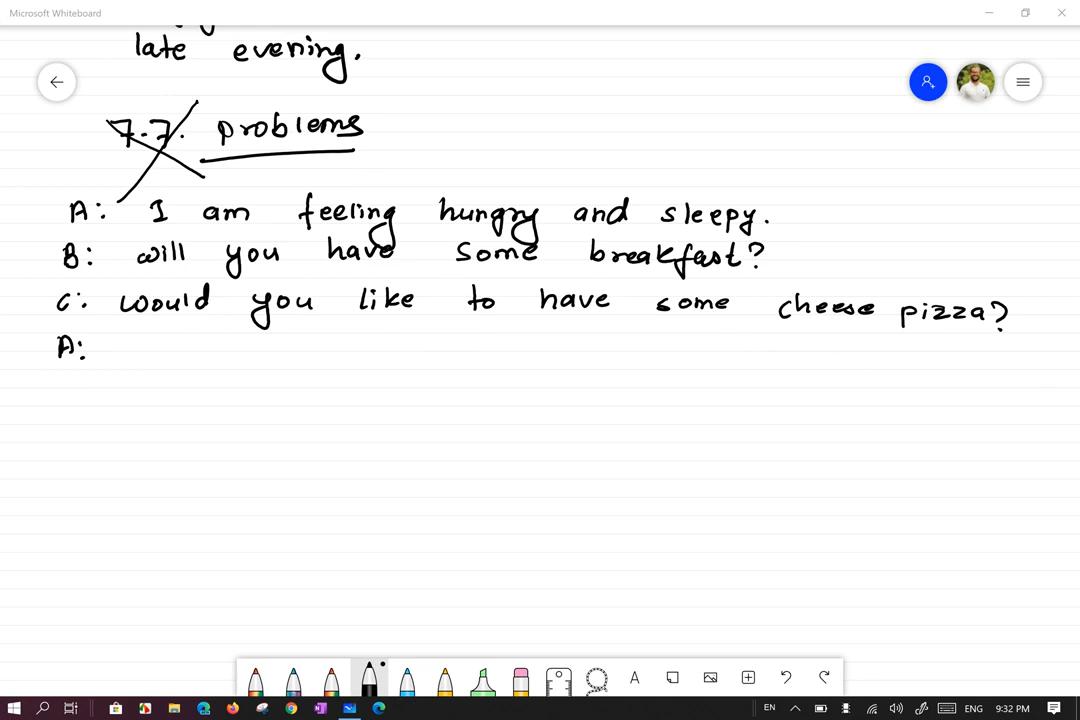 Microsoft Whiteboard
late evening.
7.7. problems
A: I am feeling hungry and sleepy.
B: will you have some breakfast?
C: would you like to have some cheese pizza?
A:
A
EN
ENG
9:32 PM